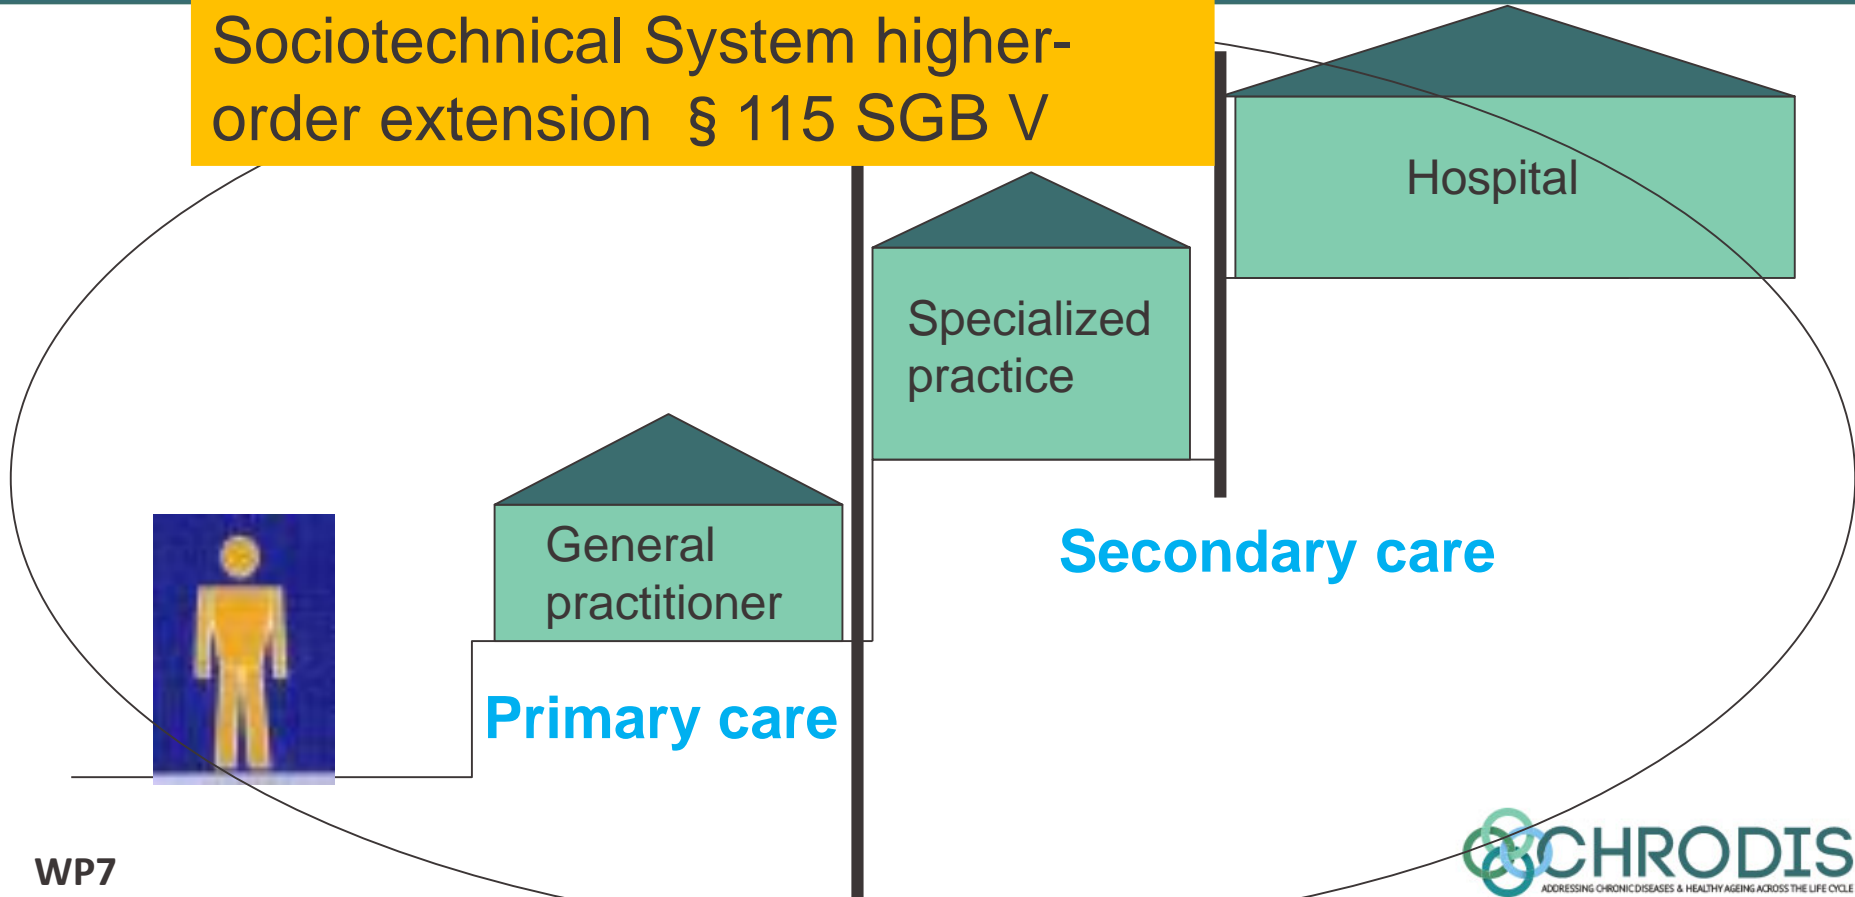 Sociotechnical System higher-
order extension § 115 SGB V
Hospital
Specialized
practice
General
practitioner
Secondary care
Primary care
WP7
CHRODIS
ADDRESSING CHRONIC DISEASES & HEALTHY AGEING ACROSS THE LIFE CYCLE